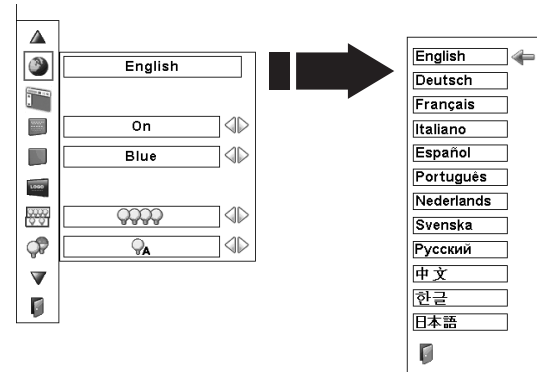 English
On
Blue
LOGO
A
English
Deutsch
Français
Italiano
Español
Português
Nederlands
Svenska
Русский
中文
한글
日本語